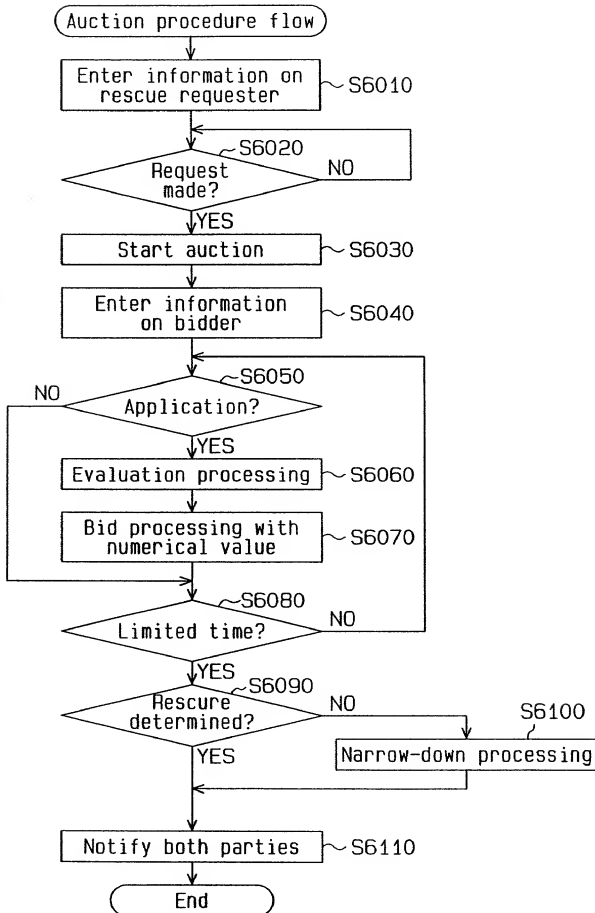 Auction procedure flow
Enter information on
rescue requester
S6010
S6020
Request
made?
NO
YES
Start auction
S6030
Enter information
on bidder
S6040
S6050
NO
Application?
YES
Evaluation processing
S6060
Bid processing with
numerical value
S6070
S6080
Limited time?
NO
YES
S6090
Rescure
determined?
NO
YES
S6100
Narrow-down processing
Notify both parties
S6110
End